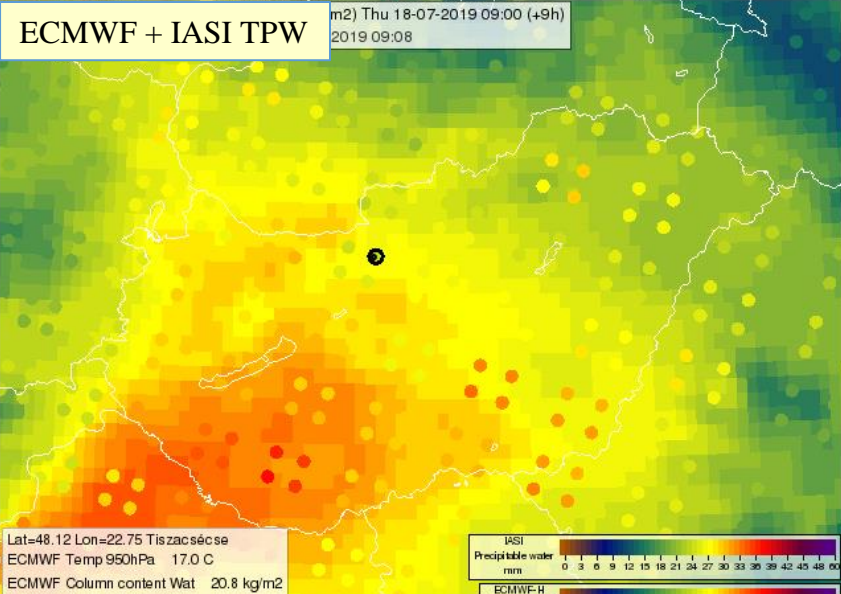 ECMWF + IASI TPW
m2) Thu 18-07-2019 09:00 (+9h)
2019 09:08
Lat=48.12 Lon=22.75 Tiszacsécse
ECMWF Temp 950hPa 17.0 C
ECMWF Column content Wat 20.8 kg/m2
IASI
Precipitable water
mm
0 3 6 9 12 15 18 21 24 27 30 33 36 39 42 45 48 60
ECMWF-H